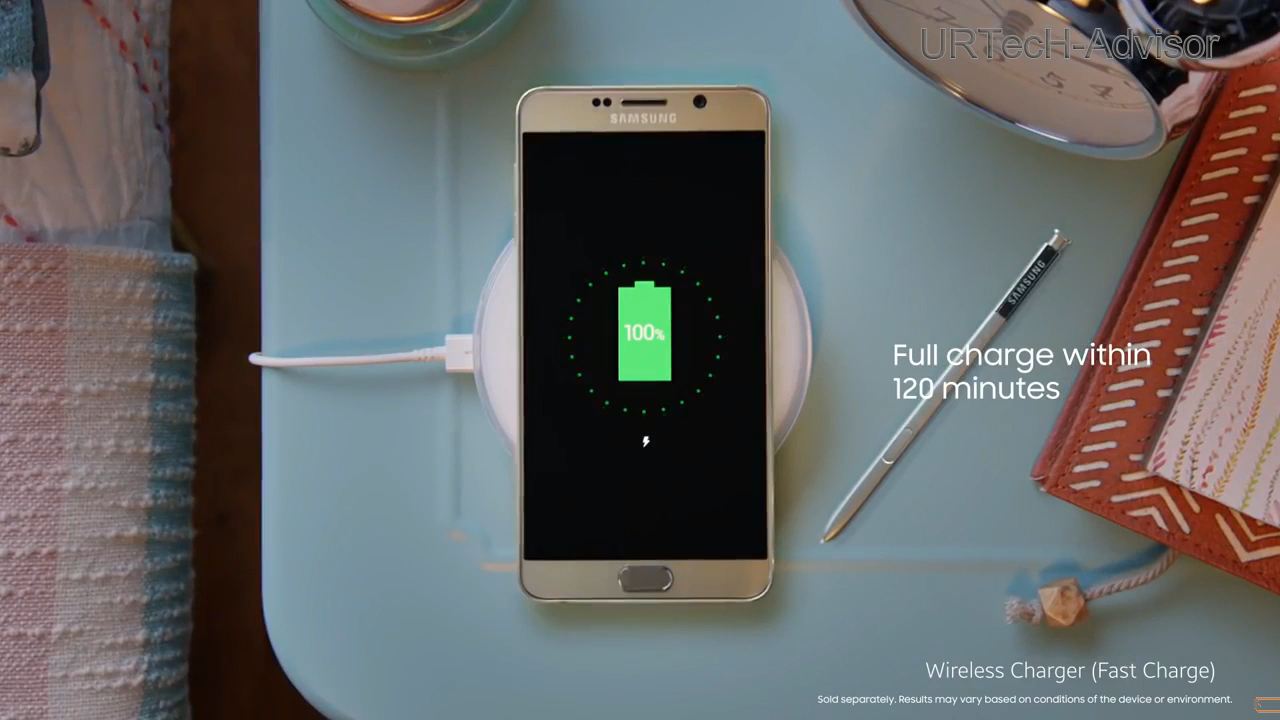 URTecH-Advisor
SAMSUNG
100%
SAMSUNG
Full charge within
120 minutes
Wireless Charger (Fast Charge)
Sold separately. Results may vary based on conditions of the device or environment.